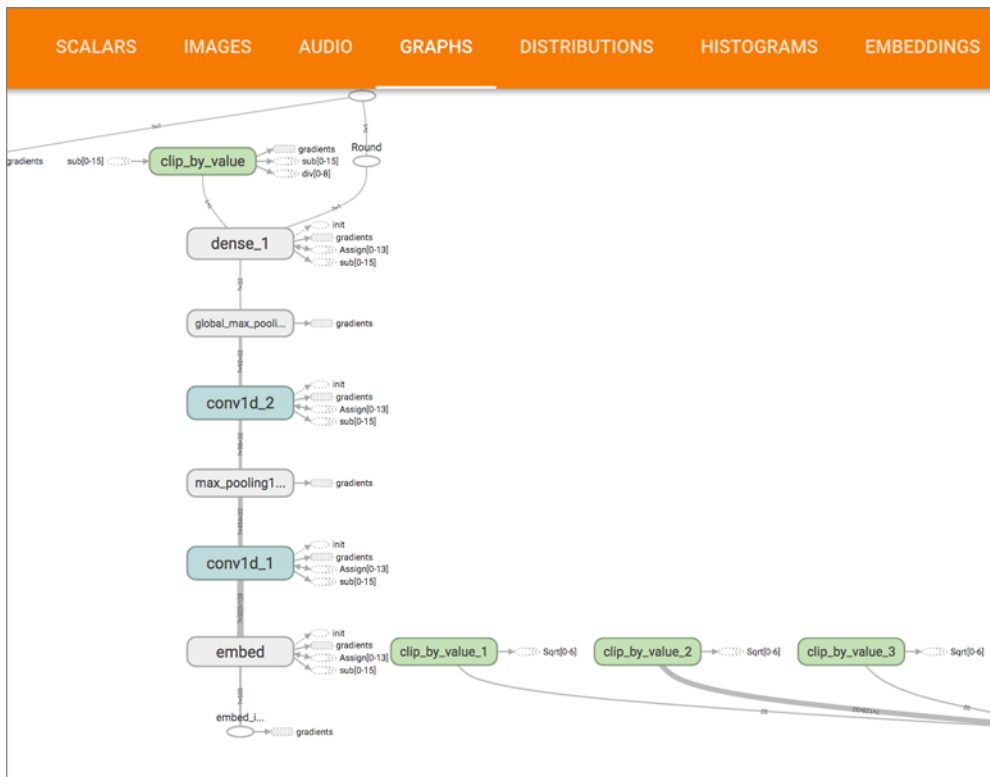 SCALARS IMAGES AUDIO GRAPHS DISTRIBUTIONS HISTOGRAMS EMBEDDINGS
gradients
sub[0-15]
clip_by_value
gradients
sub[0-15]
div[0-8]
Round
dense_1
init
gradients
Assign[0-13]
sub[0-15]
global_max_pooli...
gradients
conv1d_2
init
gradients
Assign[0-13]
sub[0-15]
max_pooling1...
gradients
conv1d_1
init
gradients
Assign[0-13]
sub[0-15]
embed
init
gradients
Assign[0-13]
sub[0-15]
clip_by_value_1
Sqrt[0-6]
clip_by_value_2
Sqrt[0-6]
clip_by_value_3
Sqrt[0-6]
embed_i...
gradients
32
32